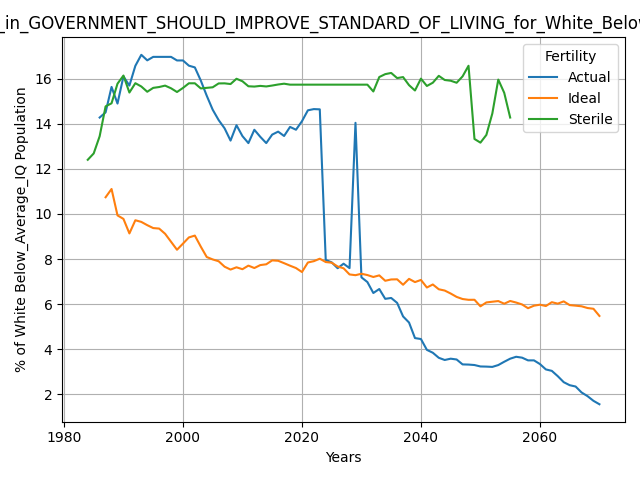 _in_GOVERNMENT_SHOULD_IMPROVE_STANDARD_OF_LIVING_for_White_Below
Fertility
Actual
Ideal
Sterile
% of White Below_Average_IQ Population
16
14
12
10
8
6
4
2
1980
2000
2020
2040
2060
Years